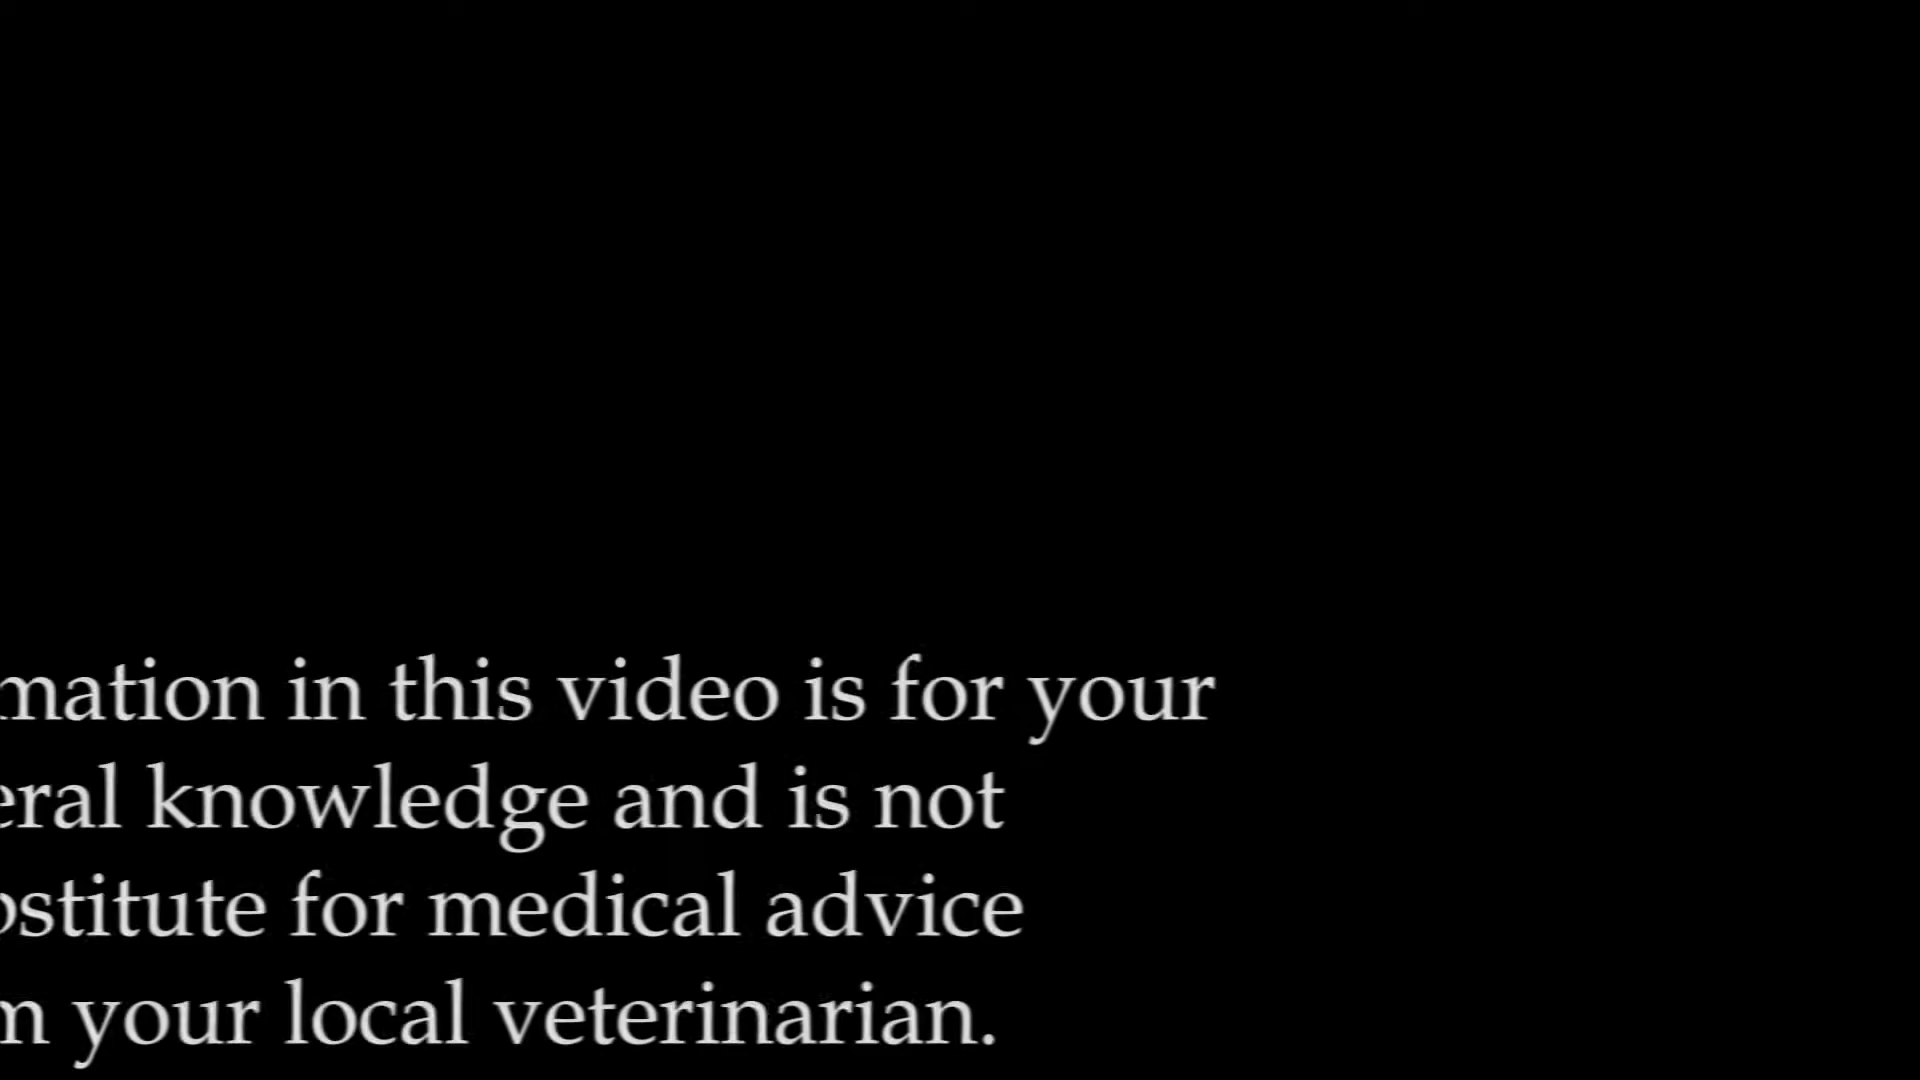 mation in this video is for your
eral knowledge and is not
stitute for medical advice
m your local veterinarian.